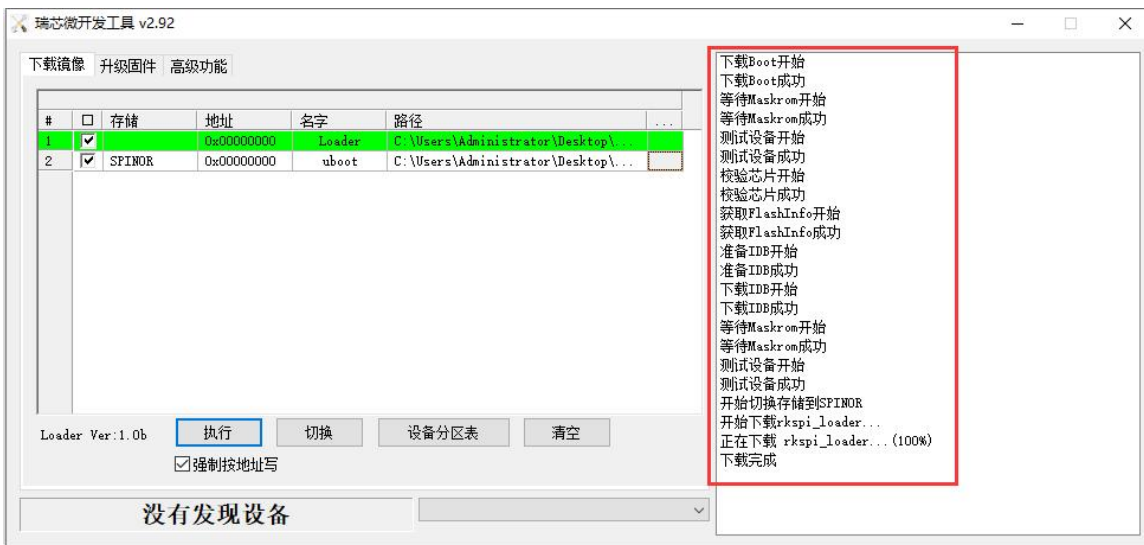 瑞芯微开发工具 v2.92
下载镜像 升级固件 高级功能
# 存储 地址 名字 路径 ...
1 0x00000000 Loader C:\Users\Administrator\Desktop\...
2 SPINOR 0x00000000 uboot C:\Users\Administrator\Desktop\...
Loader Ver:1.0b 执行 切换 设备分区表 清空
强制按地址写
没有发现设备
下载Boot开始
下载Boot成功
等待Maskrom开始
等待Maskrom成功
测试设备开始
测试设备成功
校验芯片开始
校验芯片成功
获取FlashInfo开始
获取FlashInfo成功
准备IDB开始
准备IDB成功
下载IDB开始
下载IDB成功
等待Maskrom开始
等待Maskrom成功
测试设备开始
测试设备成功
开始切换存储到SPINOR
开始下载rkspi_loader...
正在下载 rkspi_loader...(100%)
下载完成